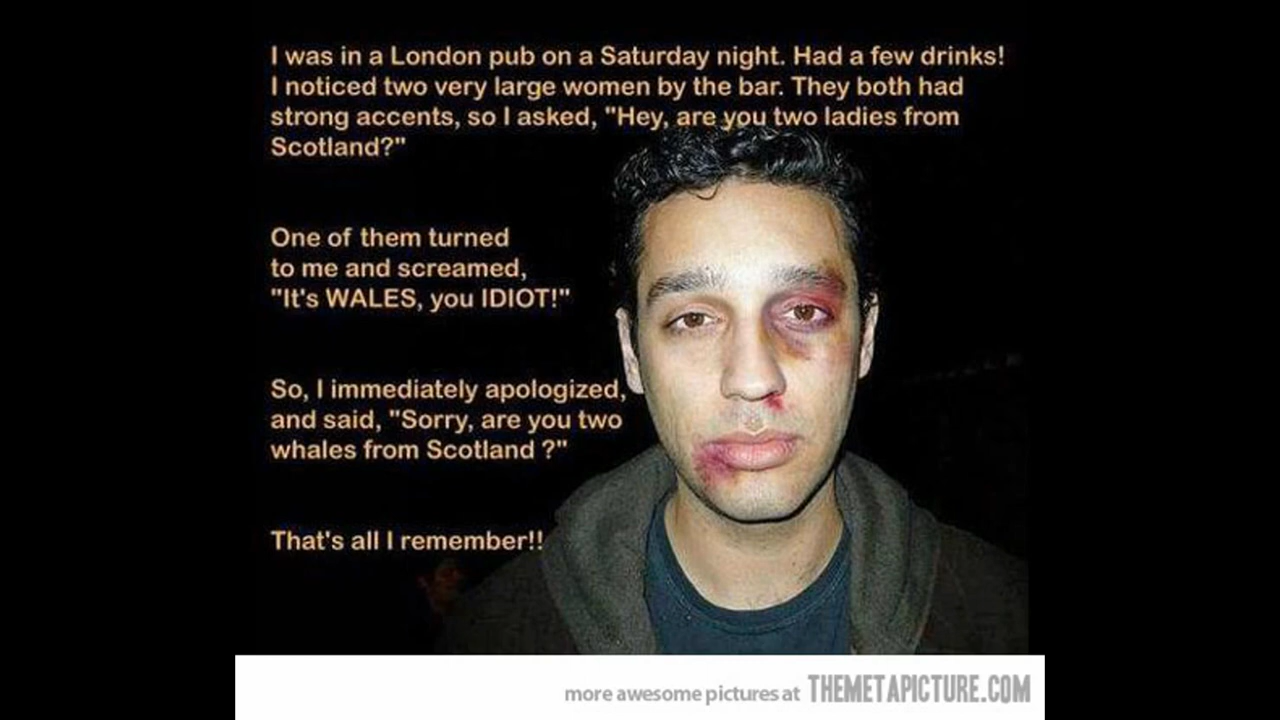 I was in a London pub on a Saturday night. Had a few drinks!
I noticed two very large women by the bar. They both had
strong accents, so I asked, "Hey, are you two ladies from
Scotland?"
One of them turned
to me and screamed,
"It's WALES, you IDIOT!"
So, I immediately apologized,
and said, "Sorry, are you two
whales from Scotland ?"
That's all I remember!!
more awesome pictures at THEMETAPICTURE.COM